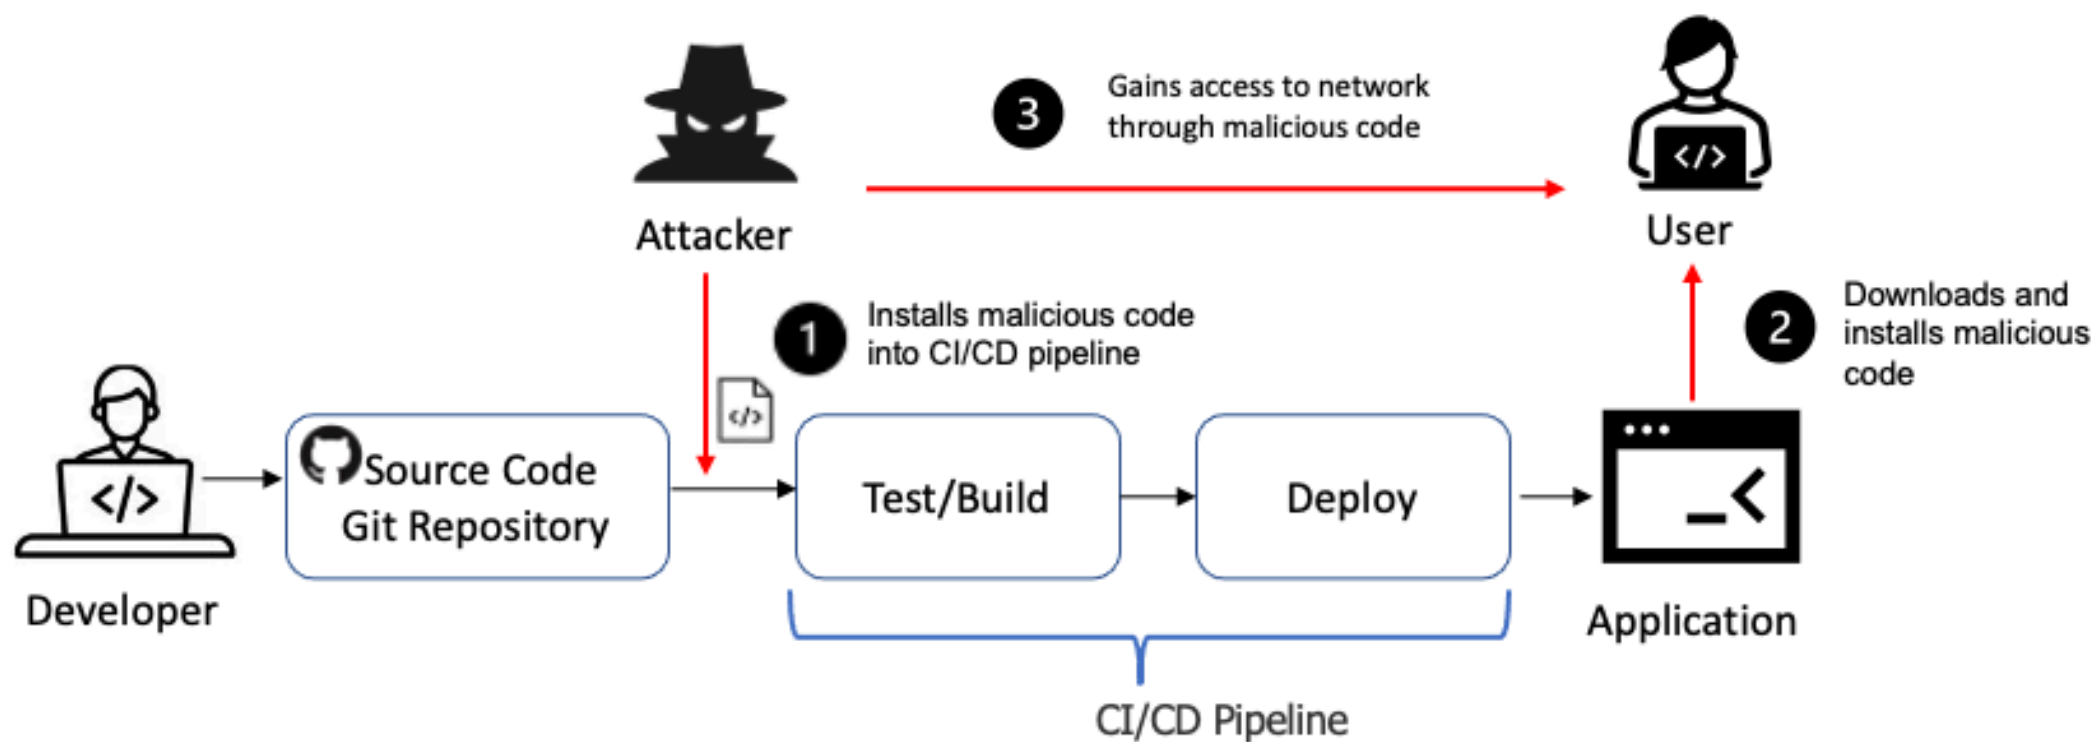 3
Gains access to network
through malicious code
</>
Attacker
User
1
Installs malicious code
into CI/CD pipeline
2
Downloads and
installs malicious
code
</>
</>
Source Code
Git Repository
Test/Build
Deploy
_<
Developer
Application
CI/CD Pipeline